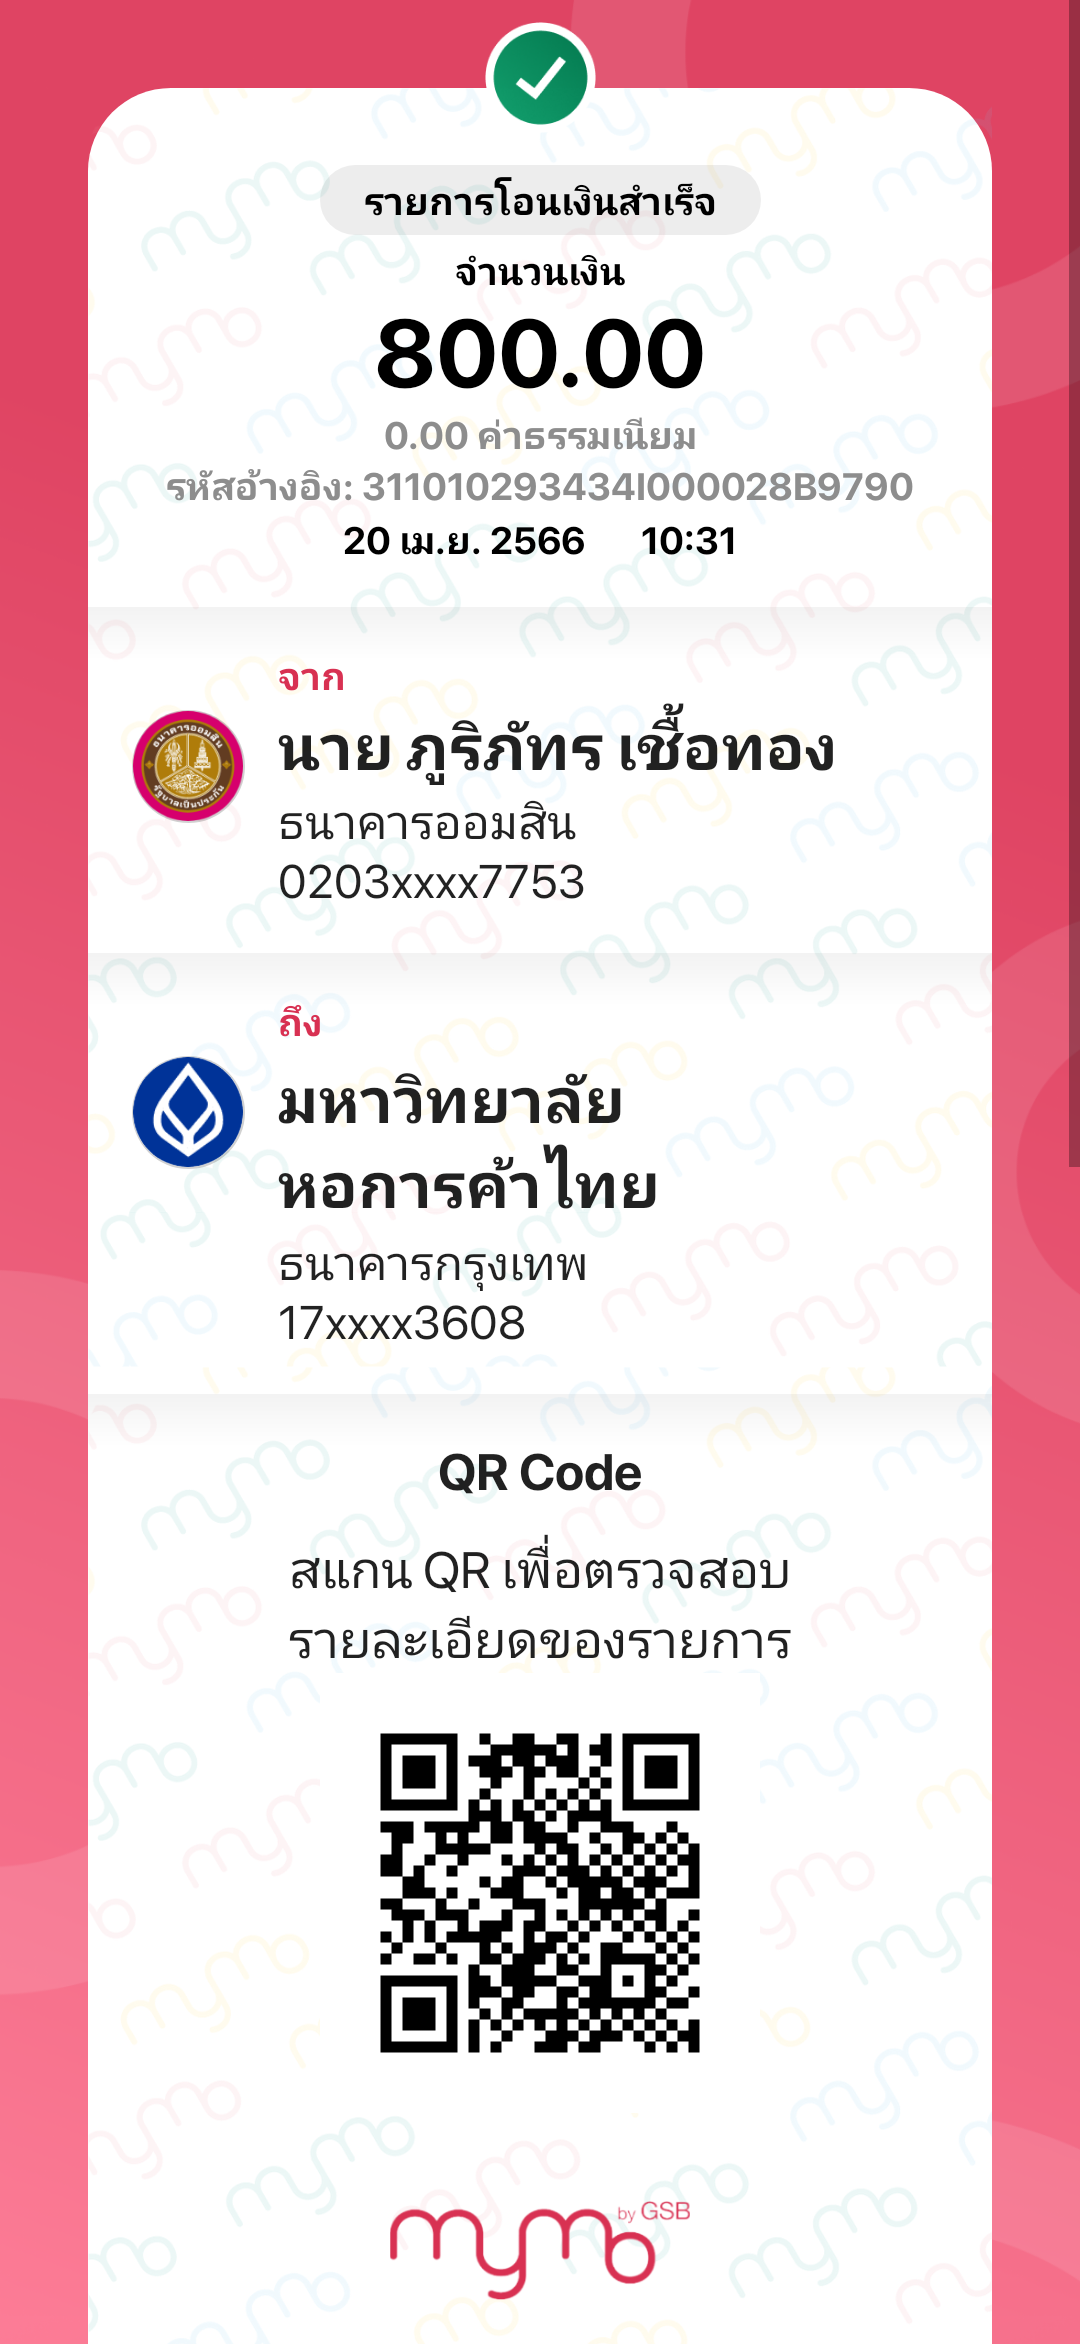 รายการโอนเงินสำเร็จ
จำนวนเงิน
800.00
0.00 ค่าธรรมเนียม
รหัสอ้างอิง: 311010293434I000028B9790
20 เม.ย. 2566 10:31
จาก
นาย ภูริภัทร เชื้อทอง
ธนาคารออมสิน
0203xxxx7753
ถึง
มหาวิทยาลัย
หอการค้าไทย
ธนาคารกรุงเทพ
17xxxx3608
QR Code
สแกน QR เพื่อตรวจสอบ
รายละเอียดของรายการ
mymo by GSB